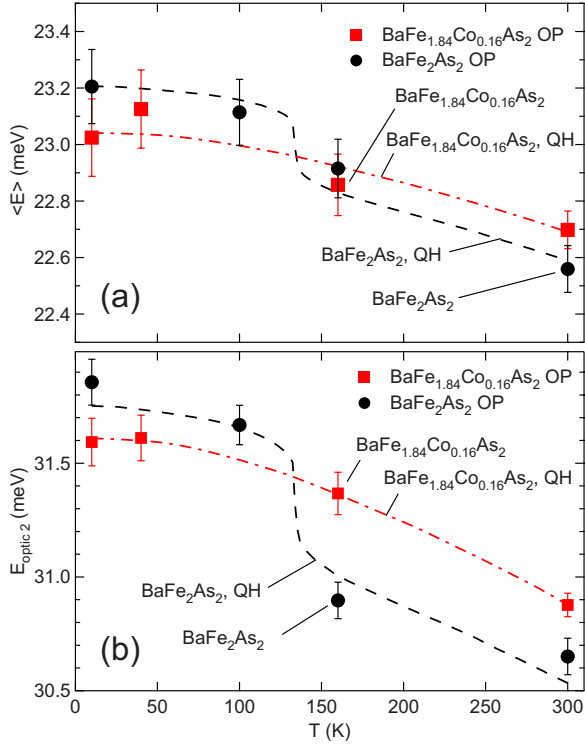 BaFe1.84Co0.16As2 OP
BaFe2As2 OP
BaFe1.84Co0.16As2
BaFe1.84Co0.16As2, QH
BaFe2As2, QH
BaFe2As2
(a)
<E> (meV)
23.4
23.2
23.0
22.8
22.6
22.4
BaFe1.84Co0.16As2 OP
BaFe2As2 OP
BaFe1.84Co0.16As2
BaFe1.84Co0.16As2, QH
BaFe2As2, QH
BaFe2As2
(b)
Eoptic 2 (meV)
31.5
31.0
30.5
0 50 100 150 200 250 300
T (K)